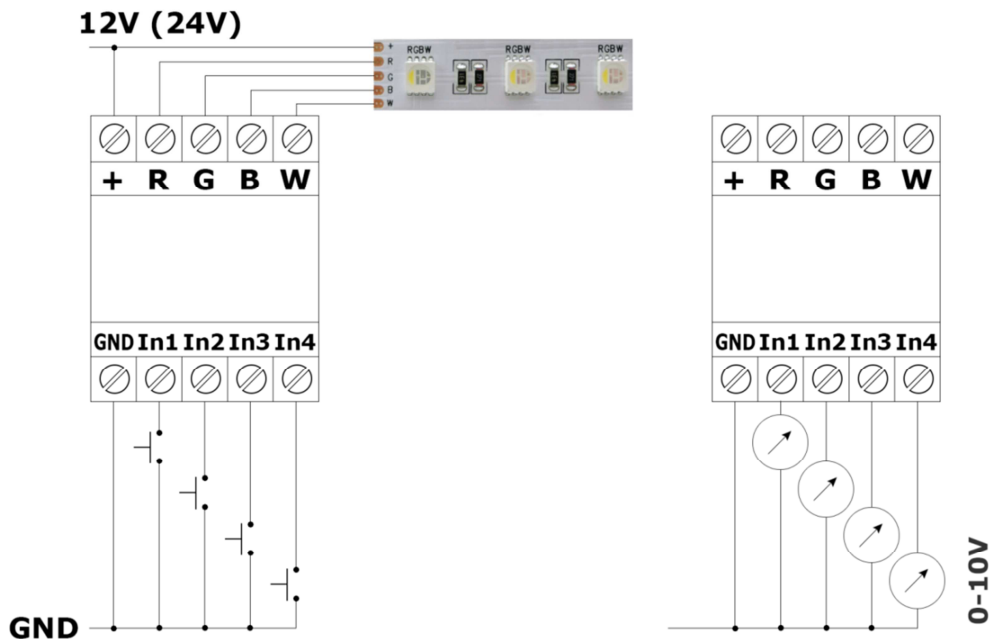 12V (24V)
+
R
G
B
W
RGBW RGBW RGBW
+ R G B W
GND In1 In2 In3 In4
GND
+ R G B W
GND In1 In2 In3 In4
0-10V